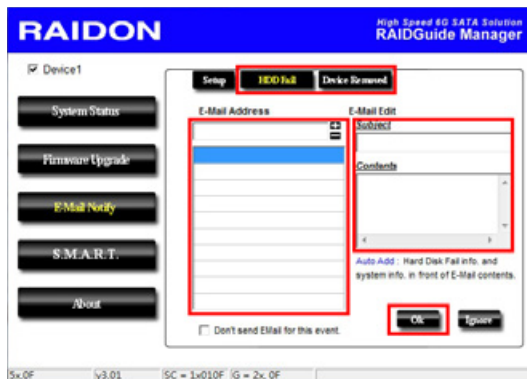 RAIDON
High Speed 6G SATA Solution
RAIDGuide Manager
Device1
System Status
Firmware Upgrade
E-Mail Notify
S.M.A.R.T.
About
Setup
HDD Fail
Device Removed
E-Mail Address
E-Mail Edit
Subject
Contents
Auto Add : Hard Disk Fail info. and
system info. in front of E-Mail contents.
Don't send EMail for this event.
Ok
Ignore
5x.0F
v3.01
SC = 1x010F
G = 2x. 0F